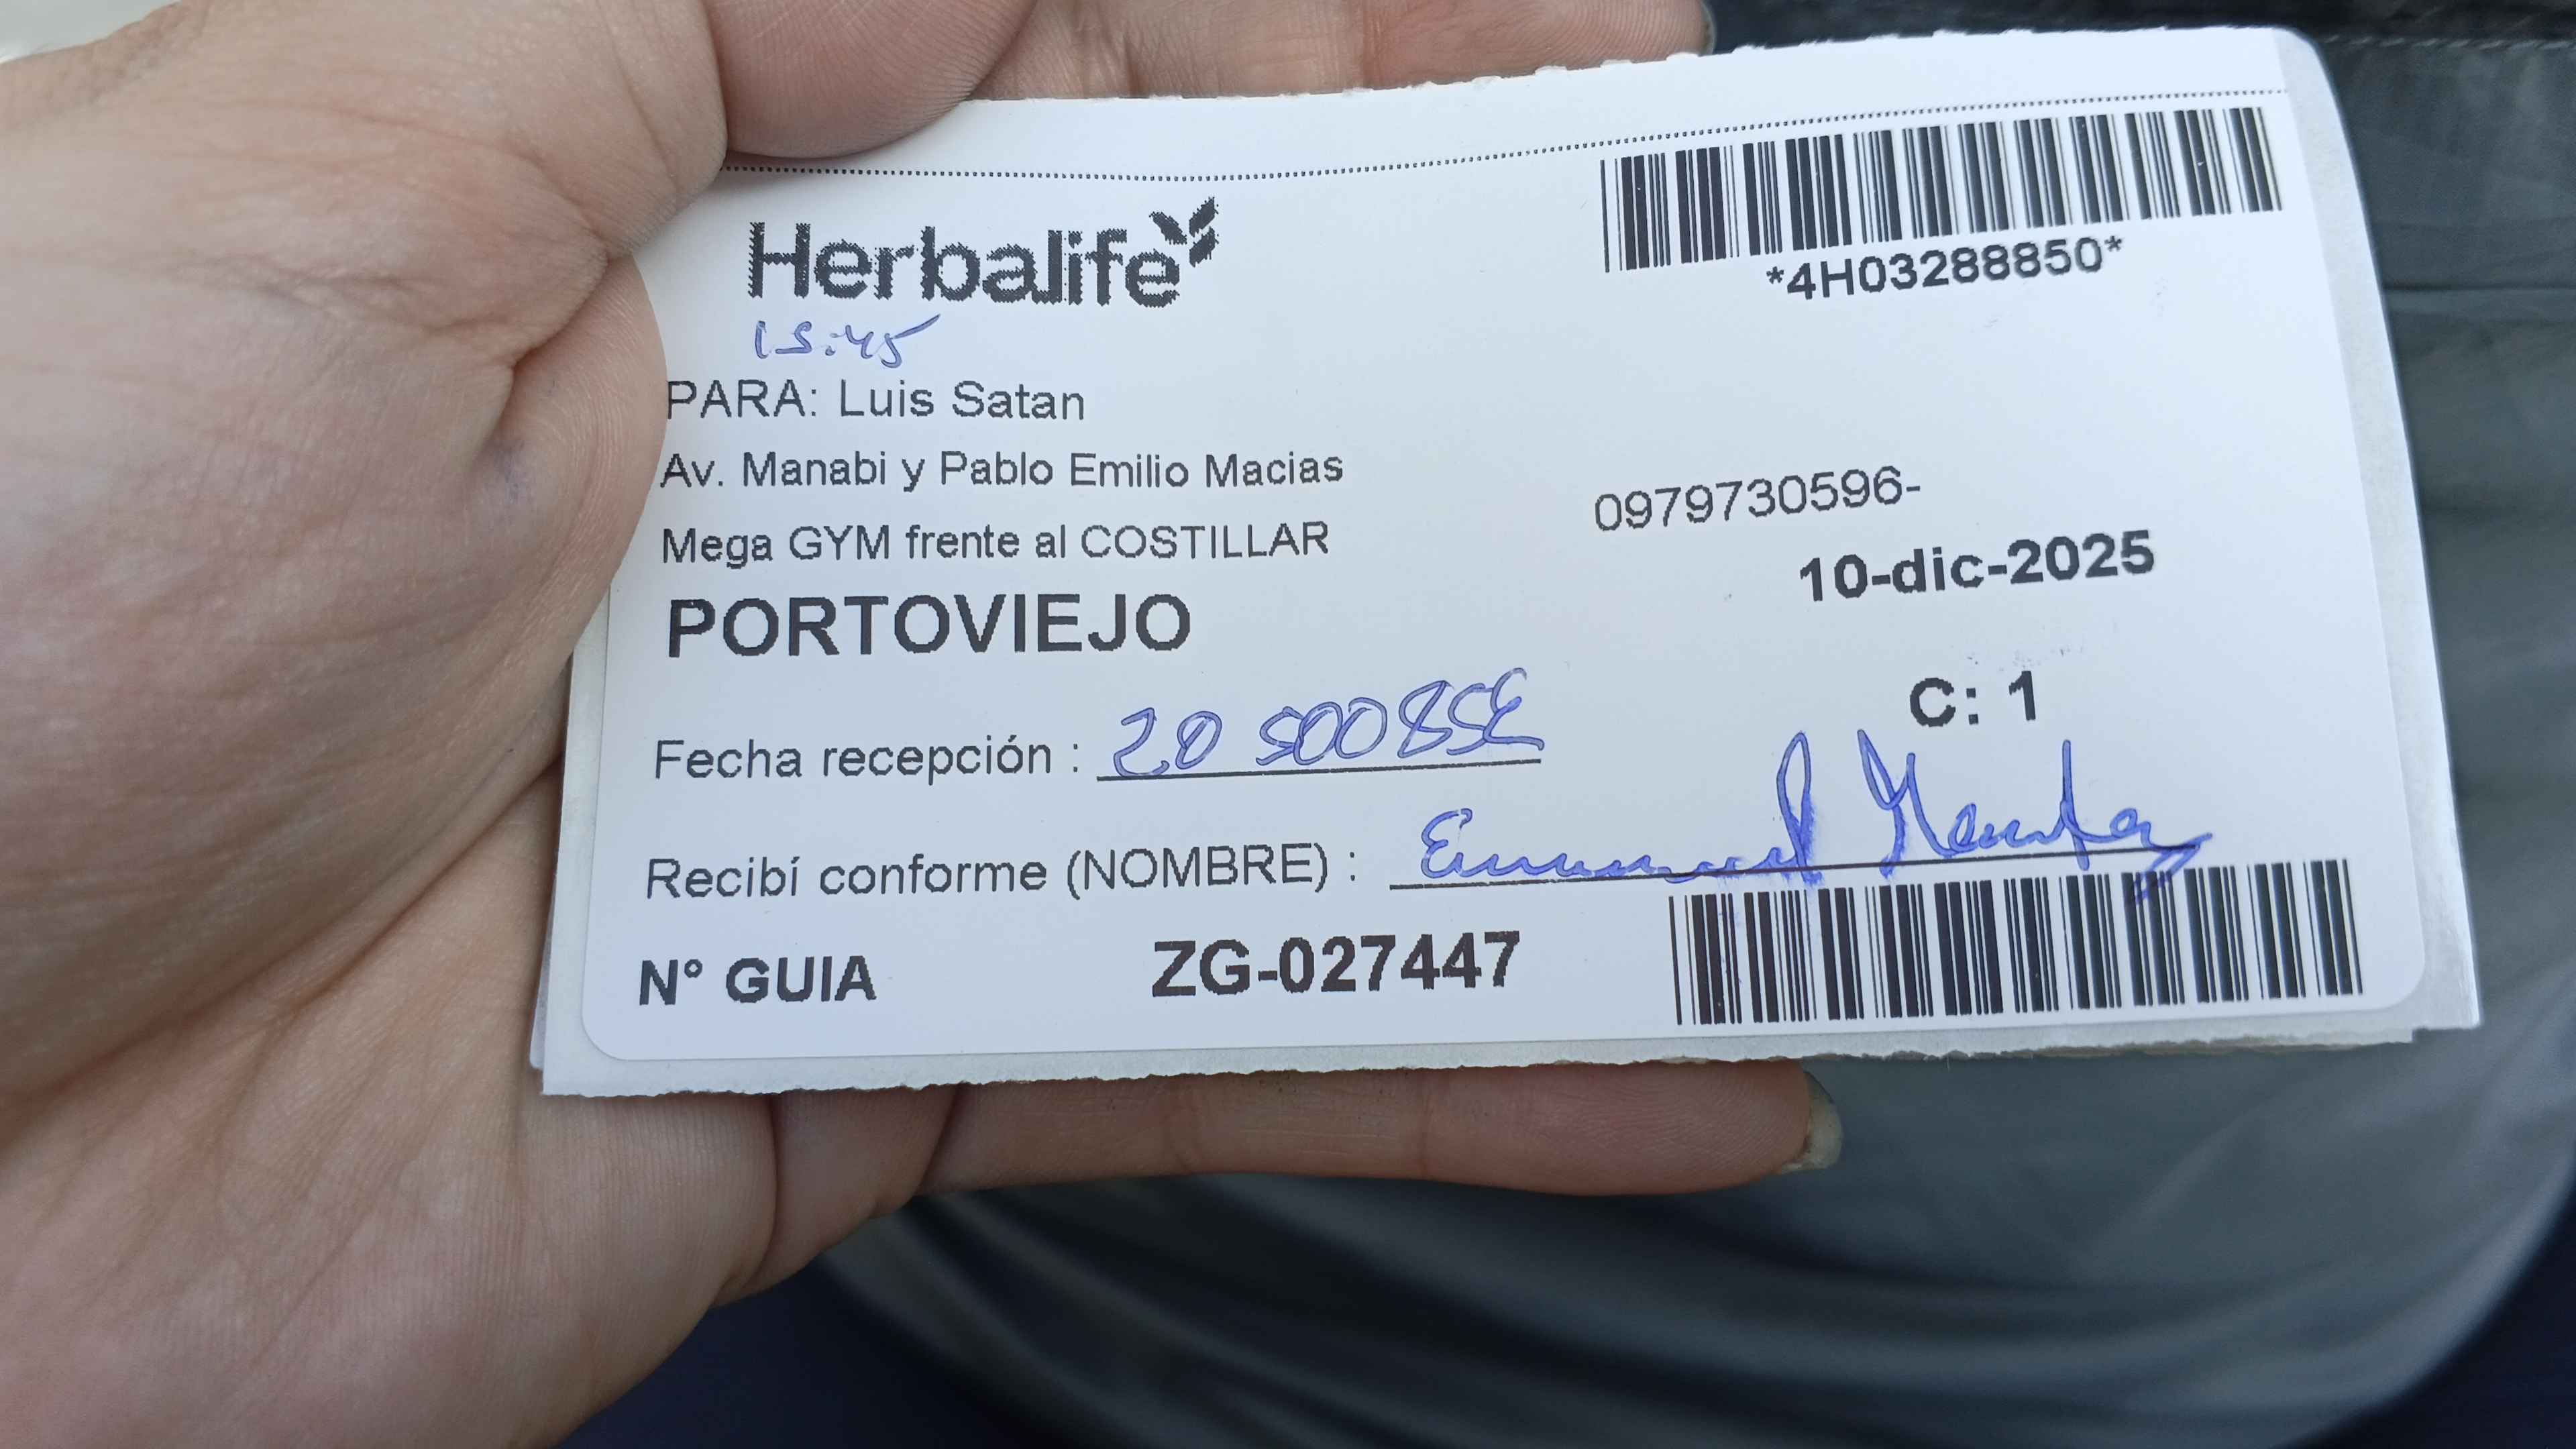 *4H03288850*
Herbalife
15:45
PARA: Luis Satan
Av. Manabi y Pablo Emilio Macias
0979730596-
Mega GYM frente al COSTILLAR
10-dic-2025
PORTOVIEJO
C: 1
Fecha recepción :
Recibí conforme (NOMBRE) : Emanuel
N° GUIA ZG-027447